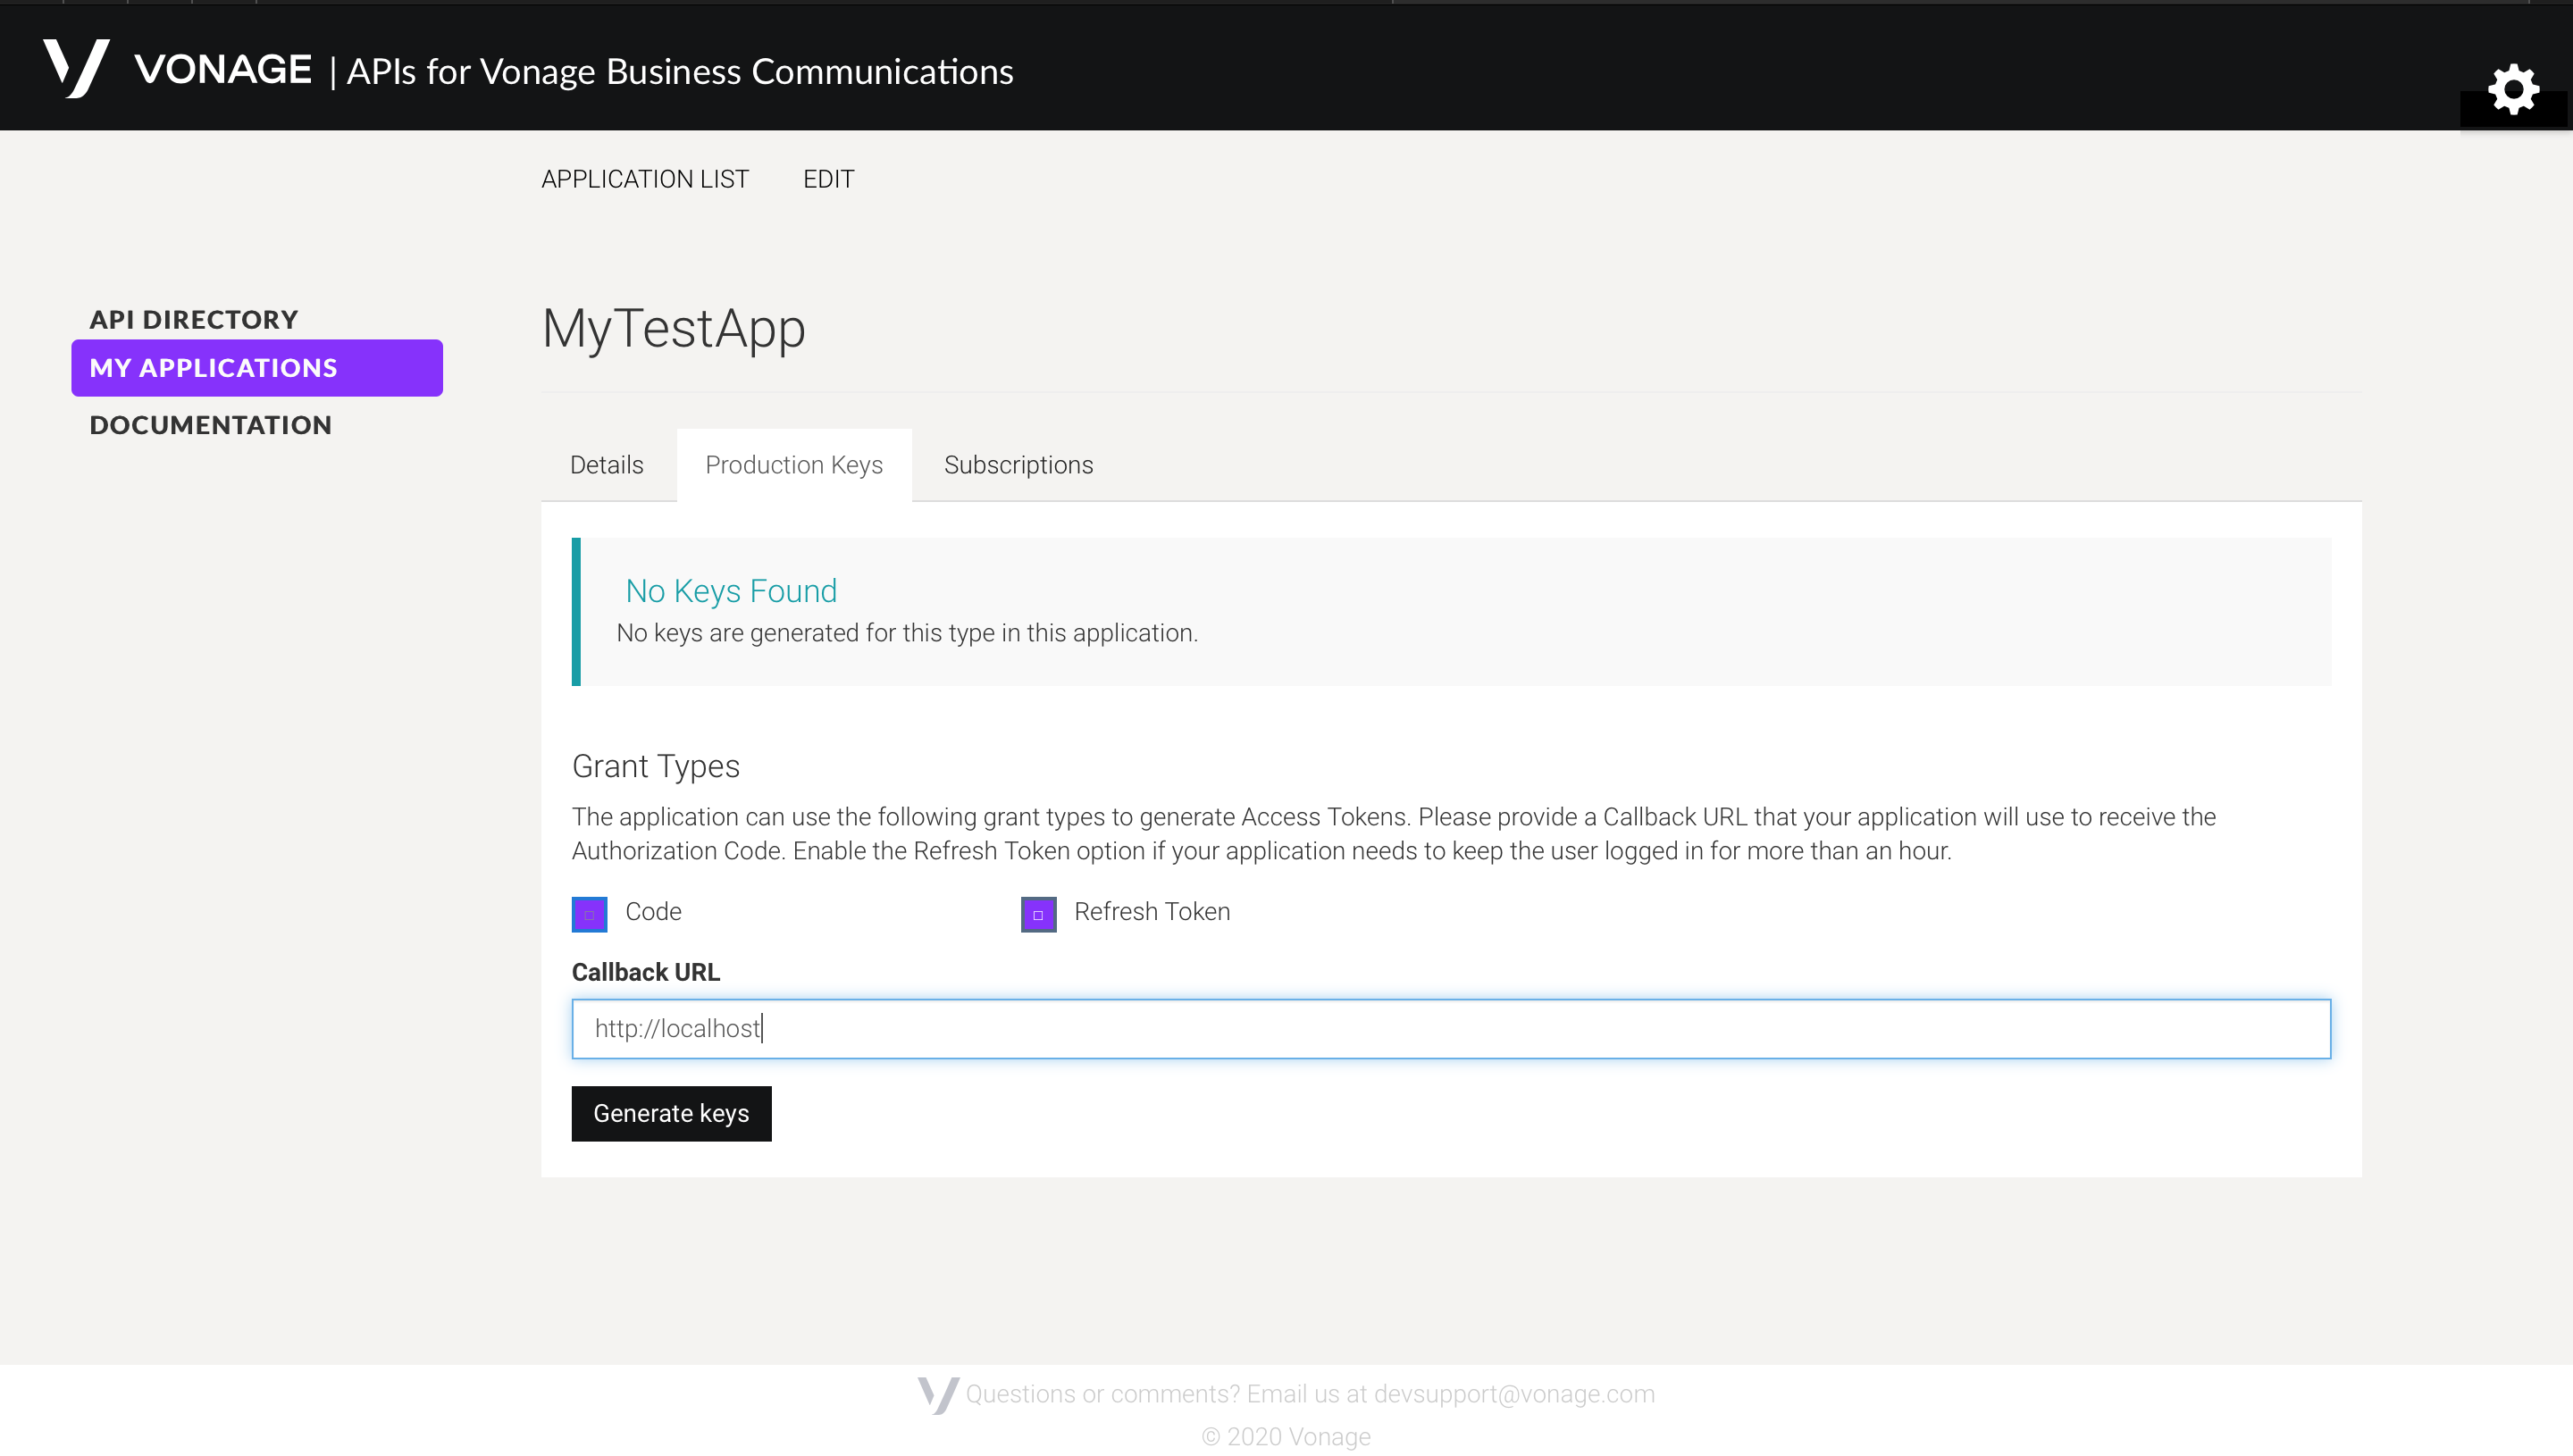 VONAGE | APIs for Vonage Business Communications
APPLICATION LIST EDIT
API DIRECTORY
MY APPLICATIONS
DOCUMENTATION
MyTestApp
Details Production Keys Subscriptions
No Keys Found
No keys are generated for this type in this application.
Grant Types
The application can use the following grant types to generate Access Tokens. Please provide a Callback URL that your application will use to receive the
Authorization Code. Enable the Refresh Token option if your application needs to keep the user logged in for more than an hour.
Code Refresh Token
Callback URL
http://localhost
Generate keys
Questions or comments? Email us at devsupport@vonage.com
© 2020 Vonage